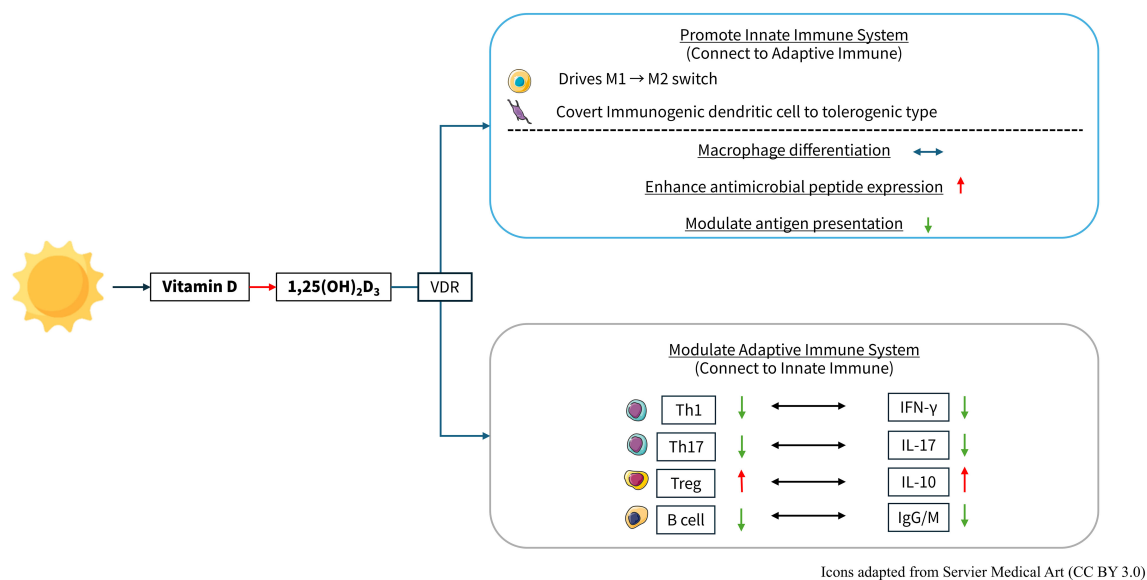 Promote Innate Immune System
(Connect to Adaptive Immune)
Drives M1 → M2 switch
Covert Immunogenic dendritic cell to tolerogenic type
Macrophage differentiation
Enhance antimicrobial peptide expression
Modulate antigen presentation
Vitamin D
1,25(OH)₂D₃
VDR
Modulate Adaptive Immune System
(Connect to Innate Immune)
Th1
IFN-γ
Th17
IL-17
Treg
IL-10
B cell
IgG/M
Icons adapted from Servier Medical Art (CC BY 3.0)